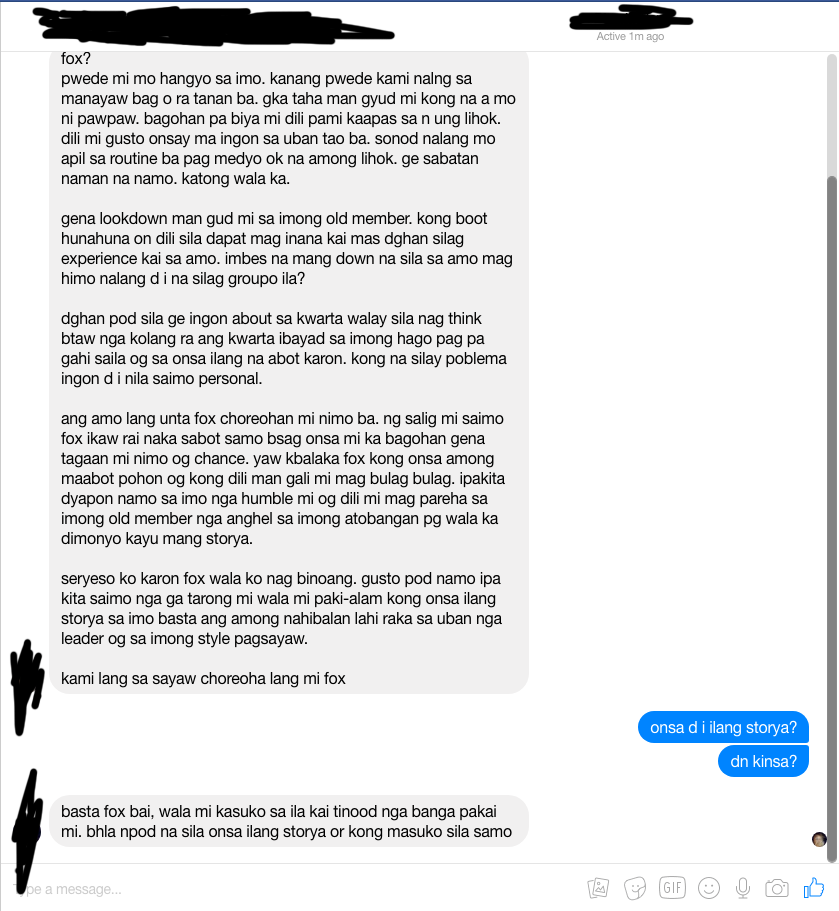 Active 1m ago
fox?
pwede mi mo hangyo sa imo. kanang pwede kami nalng sa
manayaw bag o ra tanan ba. gka taha man gyud mi kong na a mo
ni pawpaw. bagohan pa biya mi dili pami kaapas sa n ung lihok.
dili mi gusto onsay ma ingon sa uban tao ba. sonod nalang mo
apil sa routine ba pag medyo ok na among lihok. ge sabatan
naman na namo. katong wala ka.
gena lookdown man gud mi sa imong old member. kong boot
hunahuna on dili sila dapat mag inana kai mas dghan silag
experience kai sa amo. imbes na mang down na sila sa amo mag
himo nalang d i na silag groupo ila?
dghan pod sila ge ingon about sa kwarta walay sila nag think
btaw nga kolang ra ang kwarta ibayad sa imong hago pag pa
gahi saila og sa onsa ilang na abot karon. kong na silay poblema
ingon d i nila saimo personal.
ang amo lang unta fox choreohan mi nimo ba. ng salig mi saimo
fox ikaw rai naka sabot samo bsag onsa mi ka bagohan gena
tagaan mi nimo og chance. yaw kbalaka fox kong onsa among
maabot pohon og kong dili man gali mi mag bulag bulag. ipakita
dyapon namo sa imo nga humble mi og dili mi mag pareha sa
imong old member nga anghel sa imong atobangan pg wala ka
dimonyo kayu mang storya.
seryeso ko karon fox wala ko nag binoang. gusto pod namo ipa
kita saimo nga ga tarong mi wala mi paki-alam kong onsa ilang
storya sa imo basta ang among nahibalan lahi raka sa uban nga
leader og sa imong style pagsayaw.
kami lang sa sayaw choreoha lang mi fox
onsa d i ilang storya?
dn kinsa?
basta fox bai, wala mi kasuko sa ila kai tinood nga banga pakai
mi. bhla npod na sila onsa ilang storya or kong masuko sila samo
a message...
GIF